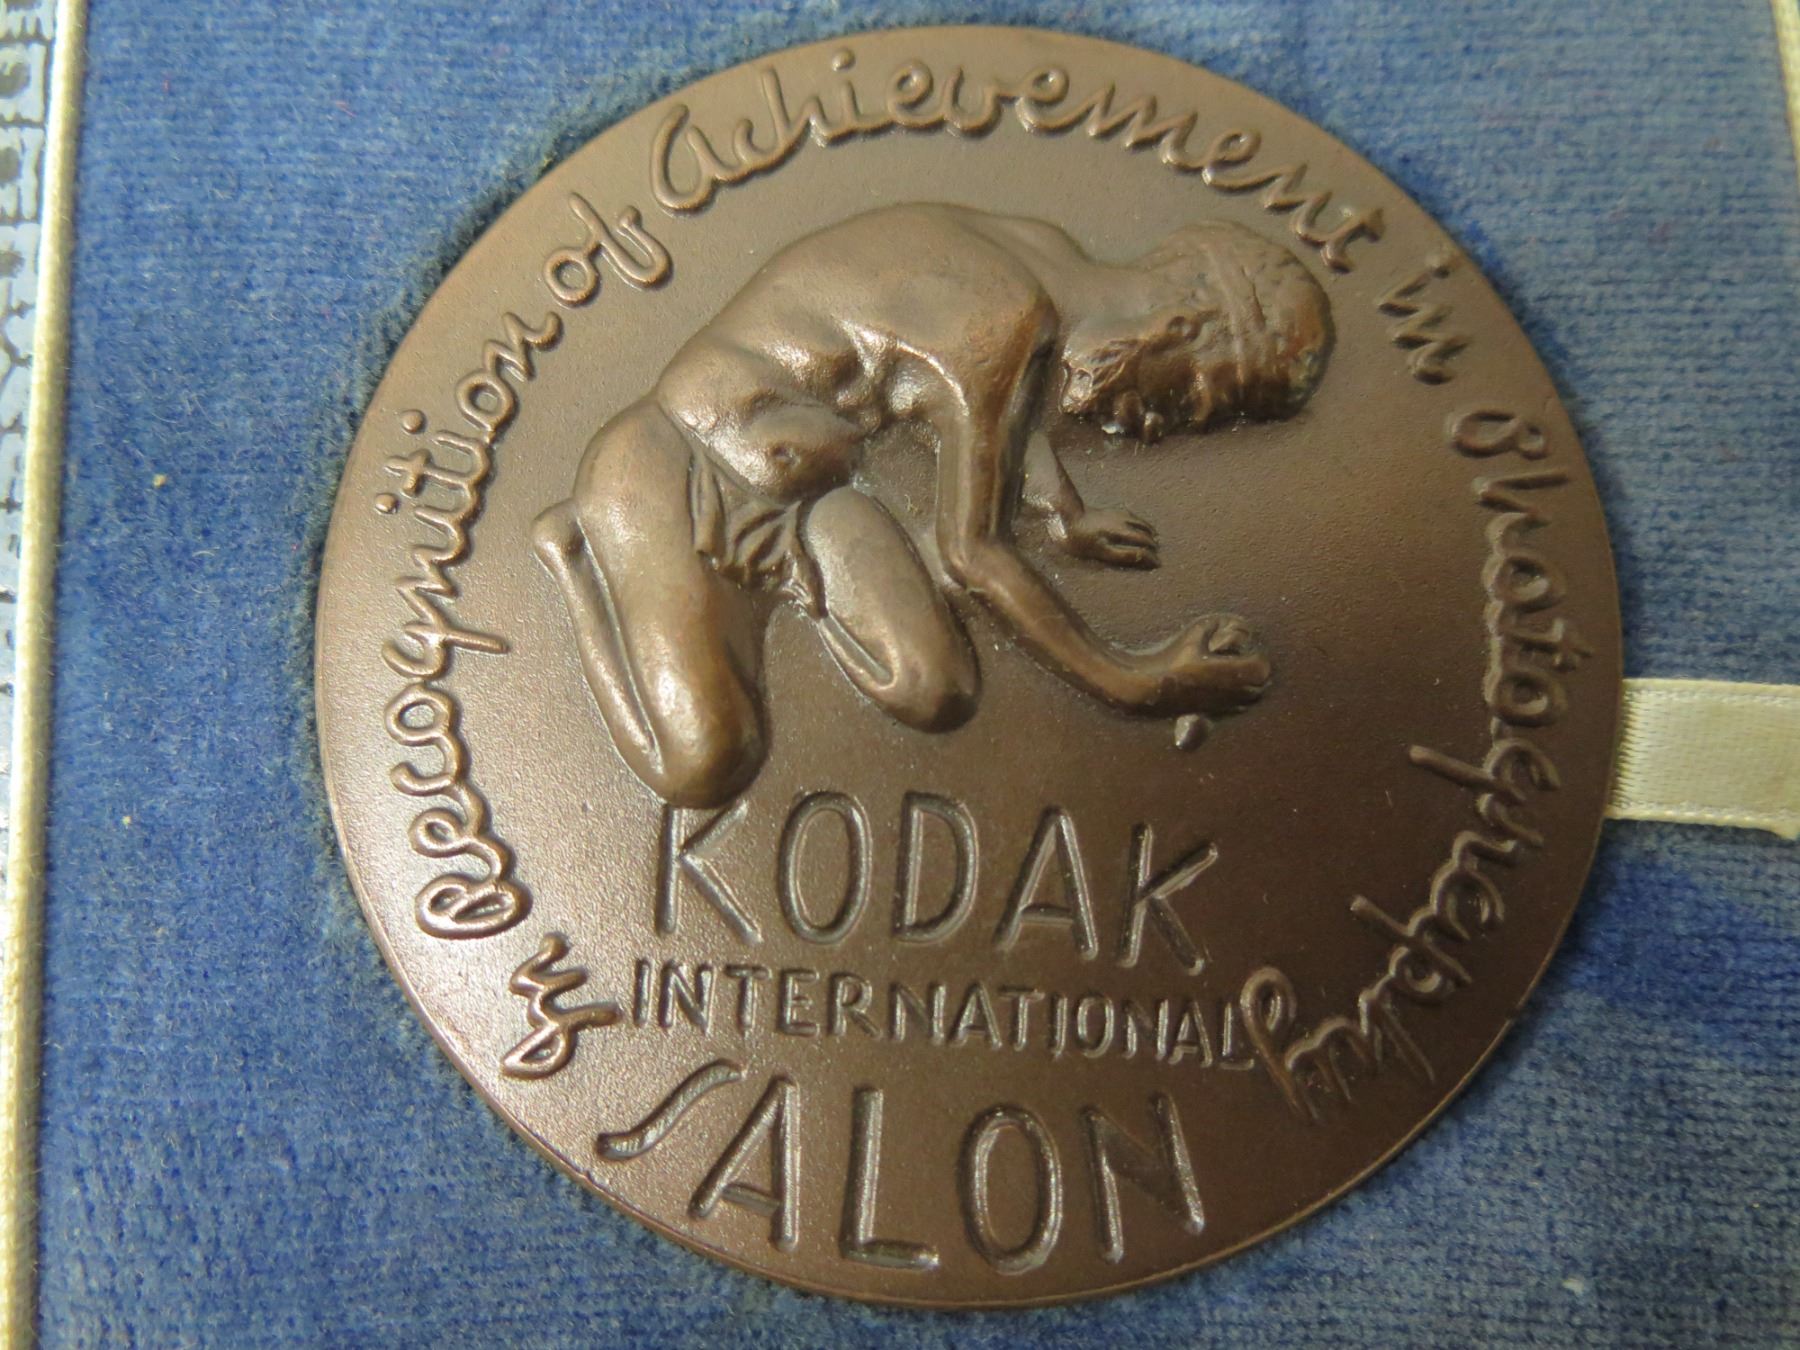 In Recognition of Achievement in Photography
KODAK
INTERNATIONAL
SALON